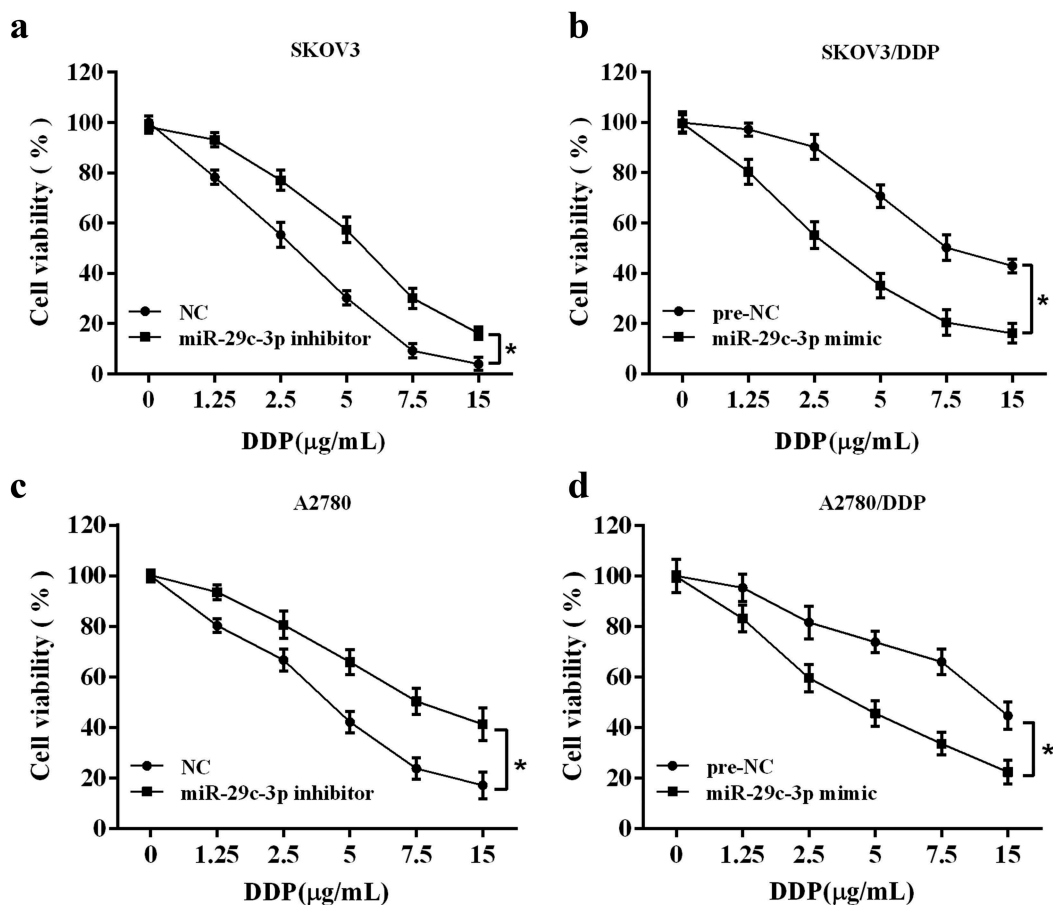 a
SKOV3
Cell viability ( % )
120
100
80
60
40
20
0
NC
miR-29c-3p inhibitor
*
0 1.25 2.5 5 7.5 15
DDP(μg/mL)
b
SKOV3/DDP
Cell viability ( % )
120
100
80
60
40
20
0
pre-NC
miR-29c-3p mimic
*
0 1.25 2.5 5 7.5 15
DDP(μg/mL)
c
A2780
Cell viability ( % )
120
100
80
60
40
20
0
NC
miR-29c-3p inhibitor
*
0 1.25 2.5 5 7.5 15
DDP(μg/mL)
d
A2780/DDP
Cell viability ( % )
120
100
80
60
40
20
0
pre-NC
miR-29c-3p mimic
*
0 1.25 2.5 5 7.5 15
DDP(μg/mL)